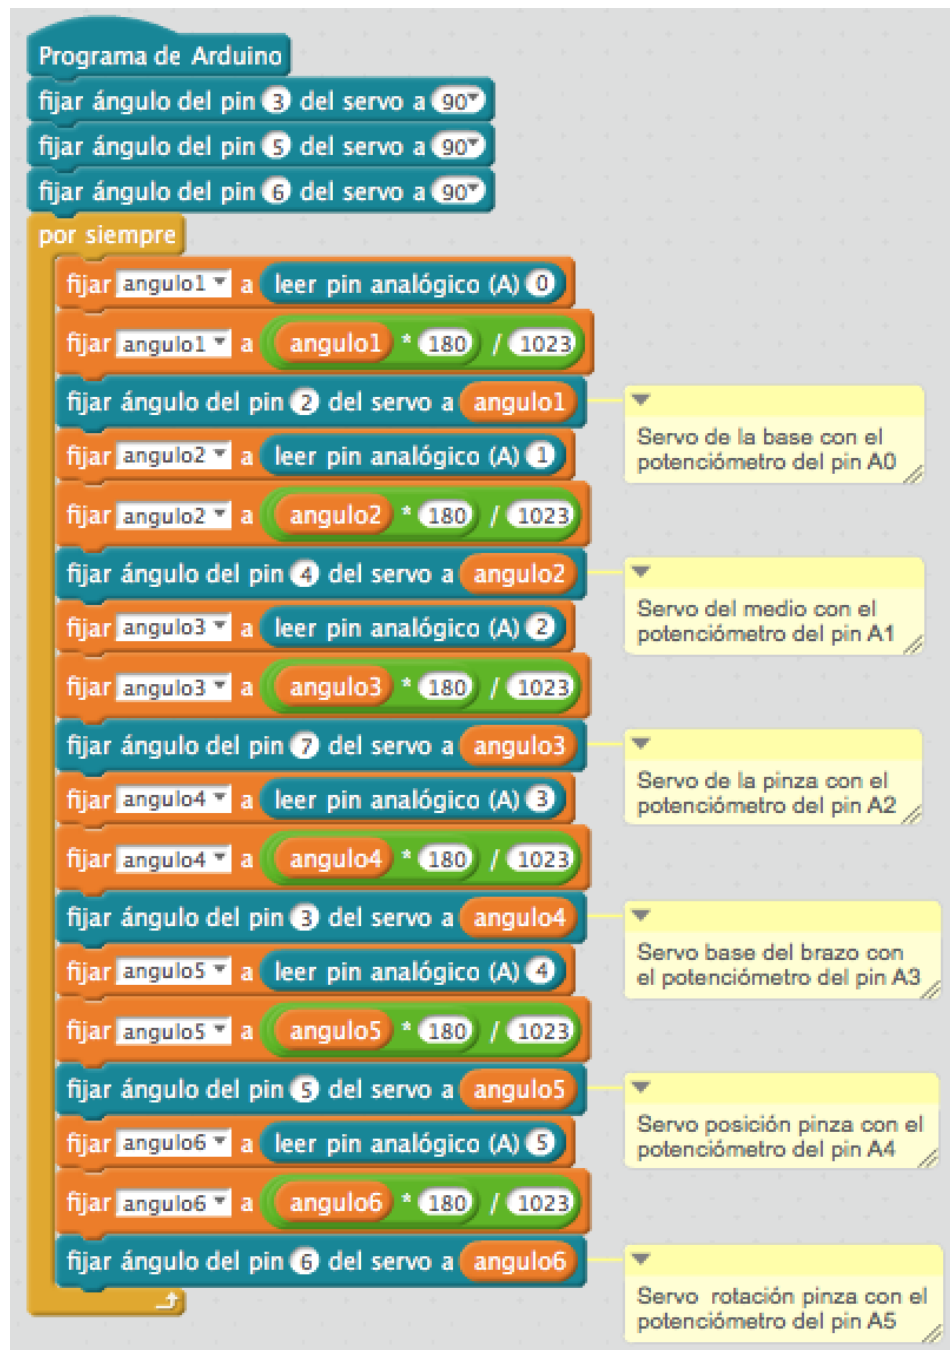 Programa de Arduino
fijar ángulo del pin 3 del servo a 90
fijar ángulo del pin 5 del servo a 90
fijar ángulo del pin 6 del servo a 90
por siempre
fijar angulo1 a leer pin analógico (A) 0
fijar angulo1 a angulo1 * 180 / 1023
fijar ángulo del pin 2 del servo a angulo1
Servo de la base con el
potenciómetro del pin A0
fijar angulo2 a leer pin analógico (A) 1
fijar angulo2 a angulo2 * 180 / 1023
fijar ángulo del pin 4 del servo a angulo2
Servo del medio con el
potenciómetro del pin A1
fijar angulo3 a leer pin analógico (A) 2
fijar angulo3 a angulo3 * 180 / 1023
fijar ángulo del pin 7 del servo a angulo3
Servo de la pinza con el
potenciómetro del pin A2
fijar angulo4 a leer pin analógico (A) 3
fijar angulo4 a angulo4 * 180 / 1023
fijar ángulo del pin 3 del servo a angulo4
Servo base del brazo con
el potenciómetro del pin A3
fijar angulo5 a leer pin analógico (A) 4
fijar angulo5 a angulo5 * 180 / 1023
fijar ángulo del pin 5 del servo a angulo5
Servo posición pinza con el
potenciómetro del pin A4
fijar angulo6 a leer pin analógico (A) 5
fijar angulo6 a angulo6 * 180 / 1023
fijar ángulo del pin 6 del servo a angulo6
Servo rotación pinza con el
potenciómetro del pin A5